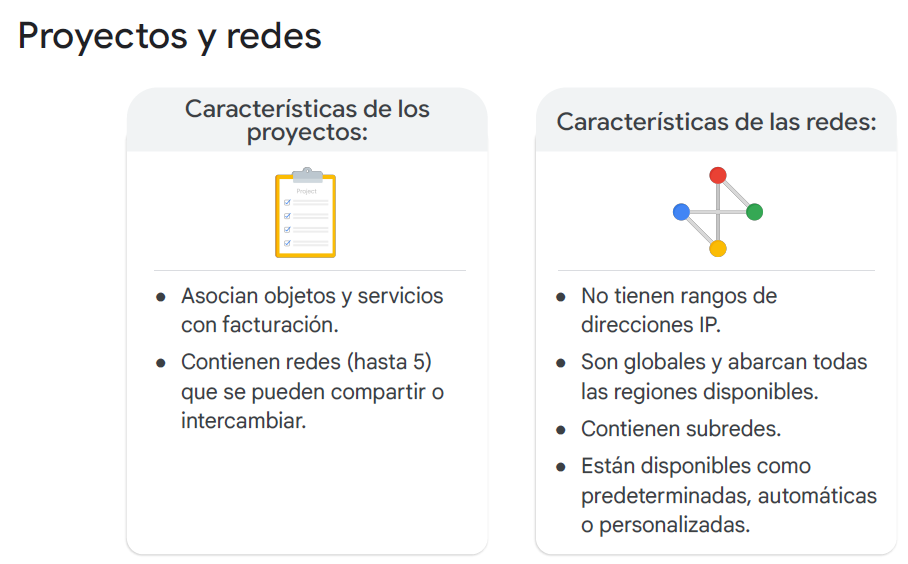 Proyectos y redes
Características de los
proyectos:
Project
● Asocian objetos y servicios
con facturación.
● Contienen redes (hasta 5)
que se pueden compartir o
intercambiar.
Características de las redes:
● No tienen rangos de
direcciones IP.
● Son globales y abarcan todas
las regiones disponibles.
● Contienen subredes.
● Están disponibles como
predeterminadas, automáticas
o personalizadas.